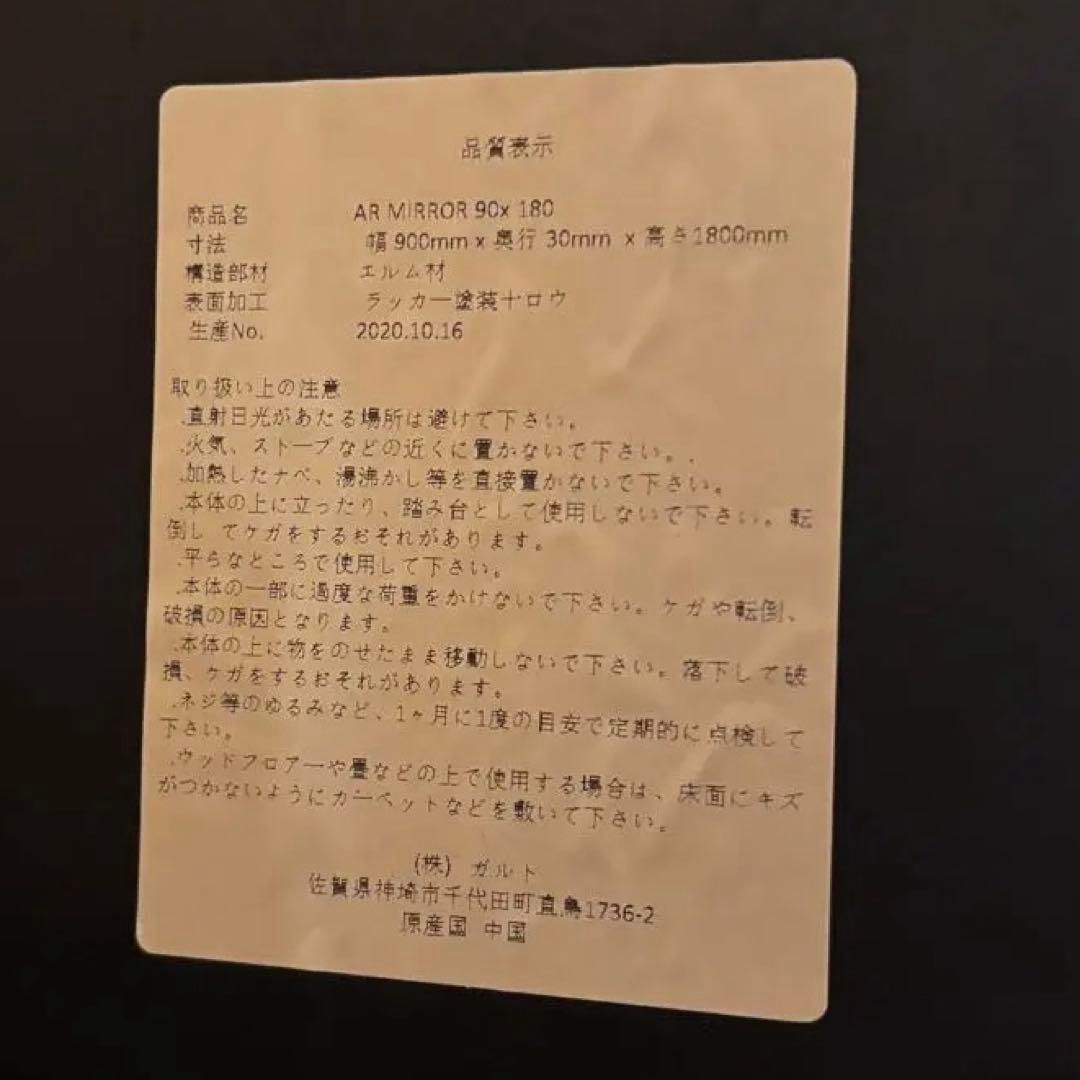 品質表示
商品名 AR MIRROR 90x 180
寸法 幅 900mm x 奥行 30mm x 高さ1800mm
構造部材 エルム材
表面加工 ラッカー塗装+ロウ
生産No. 2020.10.16
取り扱い上の注意
.直射日光があたる場所は避けて下さい。
.火気、ストーブなどの近くに置かないで下さい。.
.加熱したナベ、湯沸かし等を直接置かないで下さい。
.本体の上に立ったり、踏み台として使用しないで下さい。転
倒し てケガをするおそれがあります。
.平らなところで使用して下さい。
.本体の一部に過度な荷重をかけないで下さい。ケガや転倒、
破損の原因となります。
.本体の上に物をのせたまま移動しないで下さい。落下して破
損、ケガをするおそれがあります。
.ネジ等のゆるみなど、1ヶ月に1度の目安で定期的に点検して
下さい。
.ウッドフロアーや畳などの上で使用する場合は、床面にキズ
がつかないようにカーペットなどを敷いて下さい。
(株) ガルト
佐賀県神埼市千代田町直鳥1736-2
原産国 中国